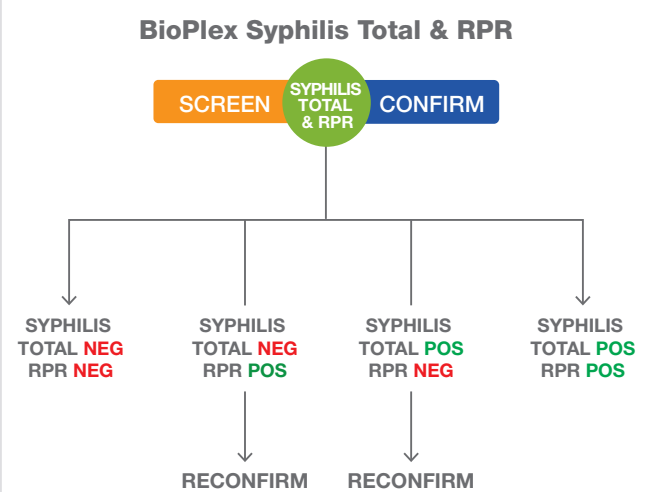 BioPlex Syphilis Total & RPR
SCREEN
SYPHILIS
TOTAL
& RPR
CONFIRM
SYPHILIS
TOTAL NEG
RPR NEG
SYPHILIS
TOTAL NEG
RPR POS
SYPHILIS
TOTAL POS
RPR NEG
SYPHILIS
TOTAL POS
RPR POS
RECONFIRM
RECONFIRM